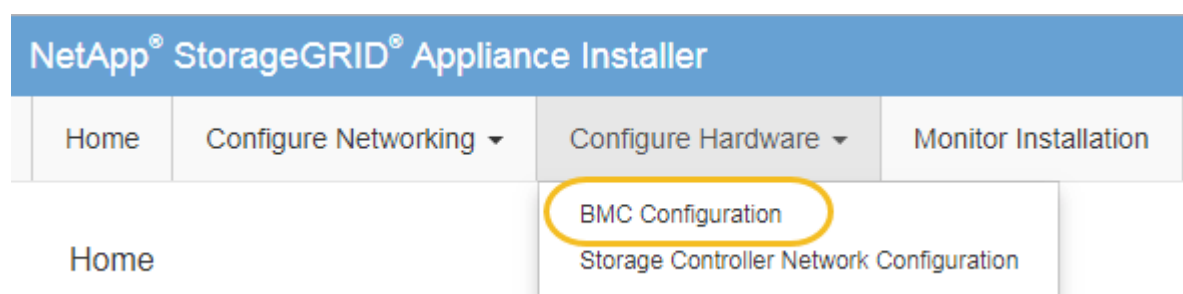 NetApp® StorageGRID® Appliance Installer
Home Configure Networking Configure Hardware Monitor Installation
BMC Configuration
Home
Storage Controller Network Configuration